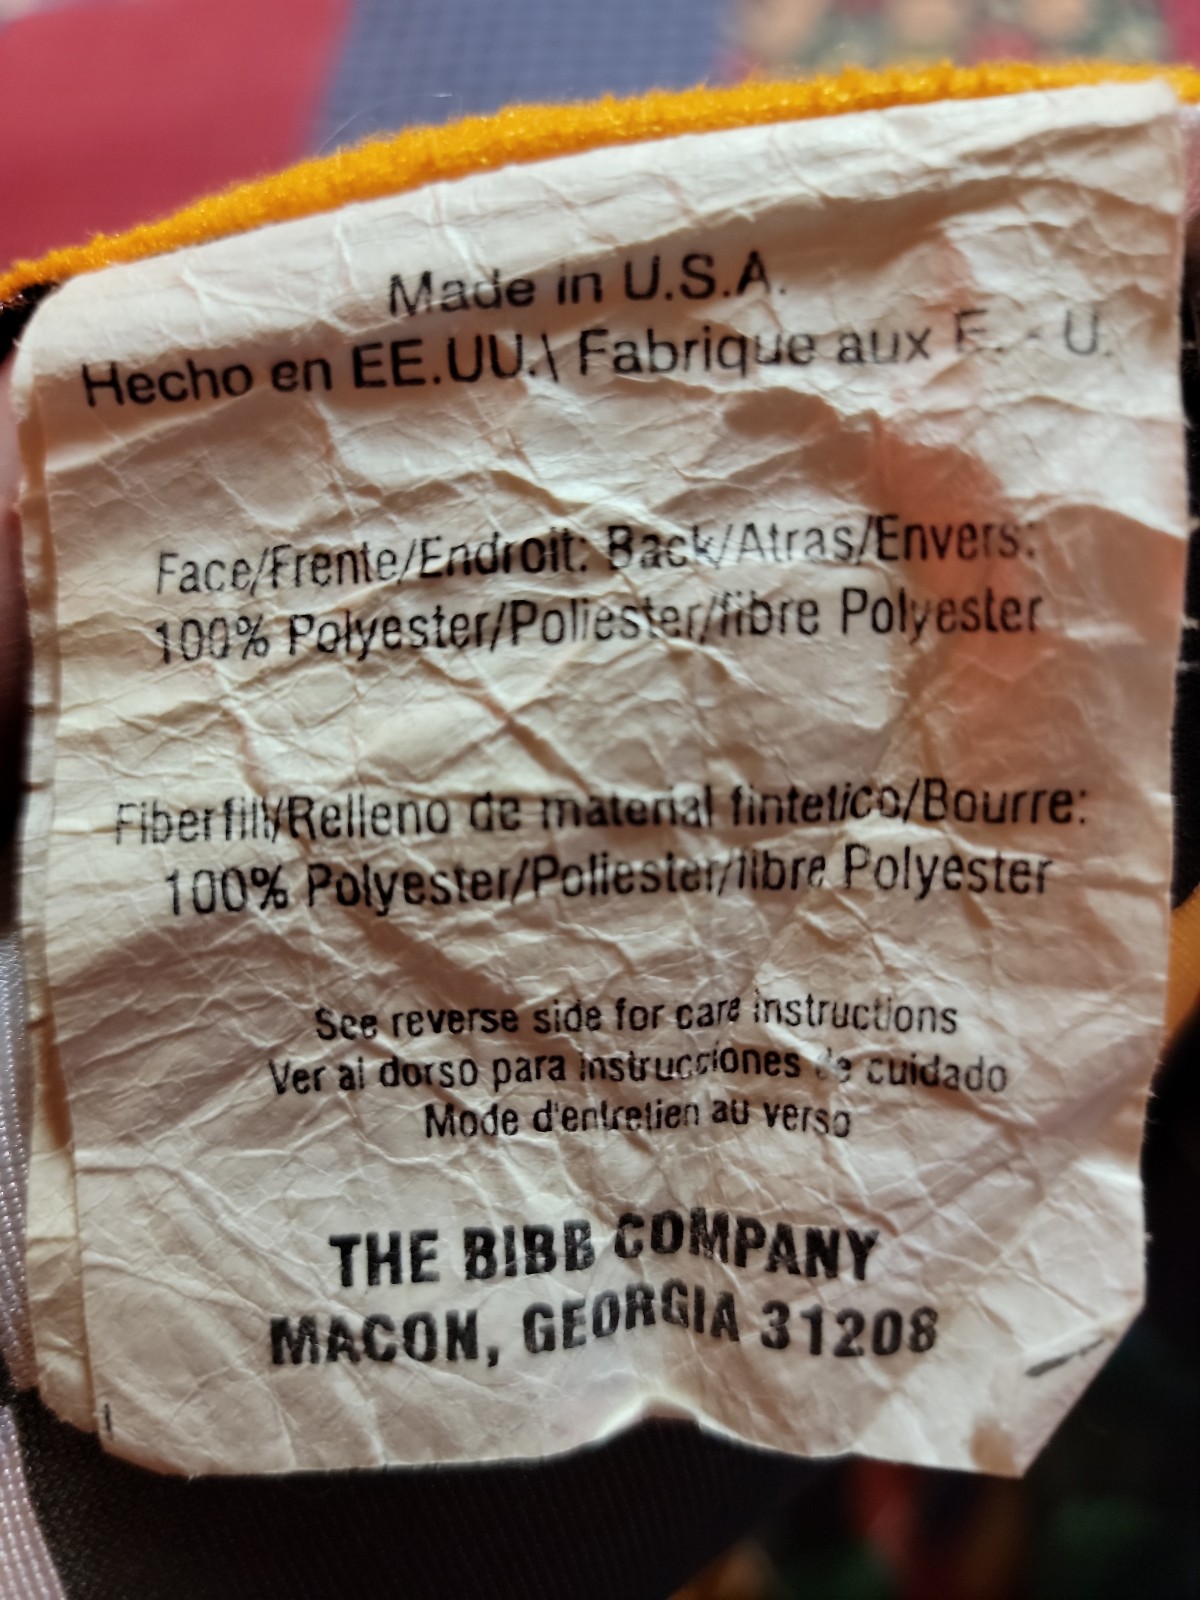 Made in U.S.A.
Hecho en EE.UU.\ Fabrique aux E. - U.
Face/Frente/Endroit: Back/Atras/Envers:
100% Polyester/Poliester/fibre Polyester
Fiberfill/Relleno de material fintetico/Bourre:
100% Polyester/Poliester/fibre Polyester
See reverse side for care instructions
Ver al dorso para instrucciones de cuidado
Mode d'entretien au verso
THE BIBB COMPANY
MACON, GEORGIA 31208